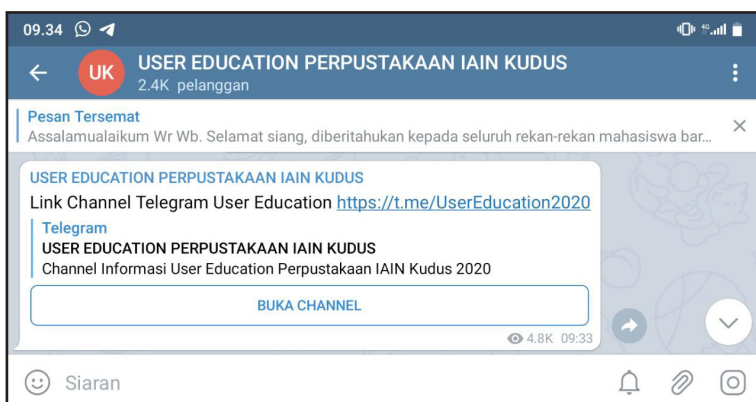 09.34
4G
UK
USER EDUCATION PERPUSTAKAAN IAIN KUDUS
2.4K pelanggan
Pesan Tersemat
Assalamualaikum Wr Wb. Selamat siang, diberitahukan kepada seluruh rekan-rekan mahasiswa bar...
USER EDUCATION PERPUSTAKAAN IAIN KUDUS
Link Channel Telegram User Education https://t.me/UserEducation2020
Telegram
USER EDUCATION PERPUSTAKAAN IAIN KUDUS
Channel Informasi User Education Perpustakaan IAIN Kudus 2020
BUKA CHANNEL
4.8K 09:33
Siaran